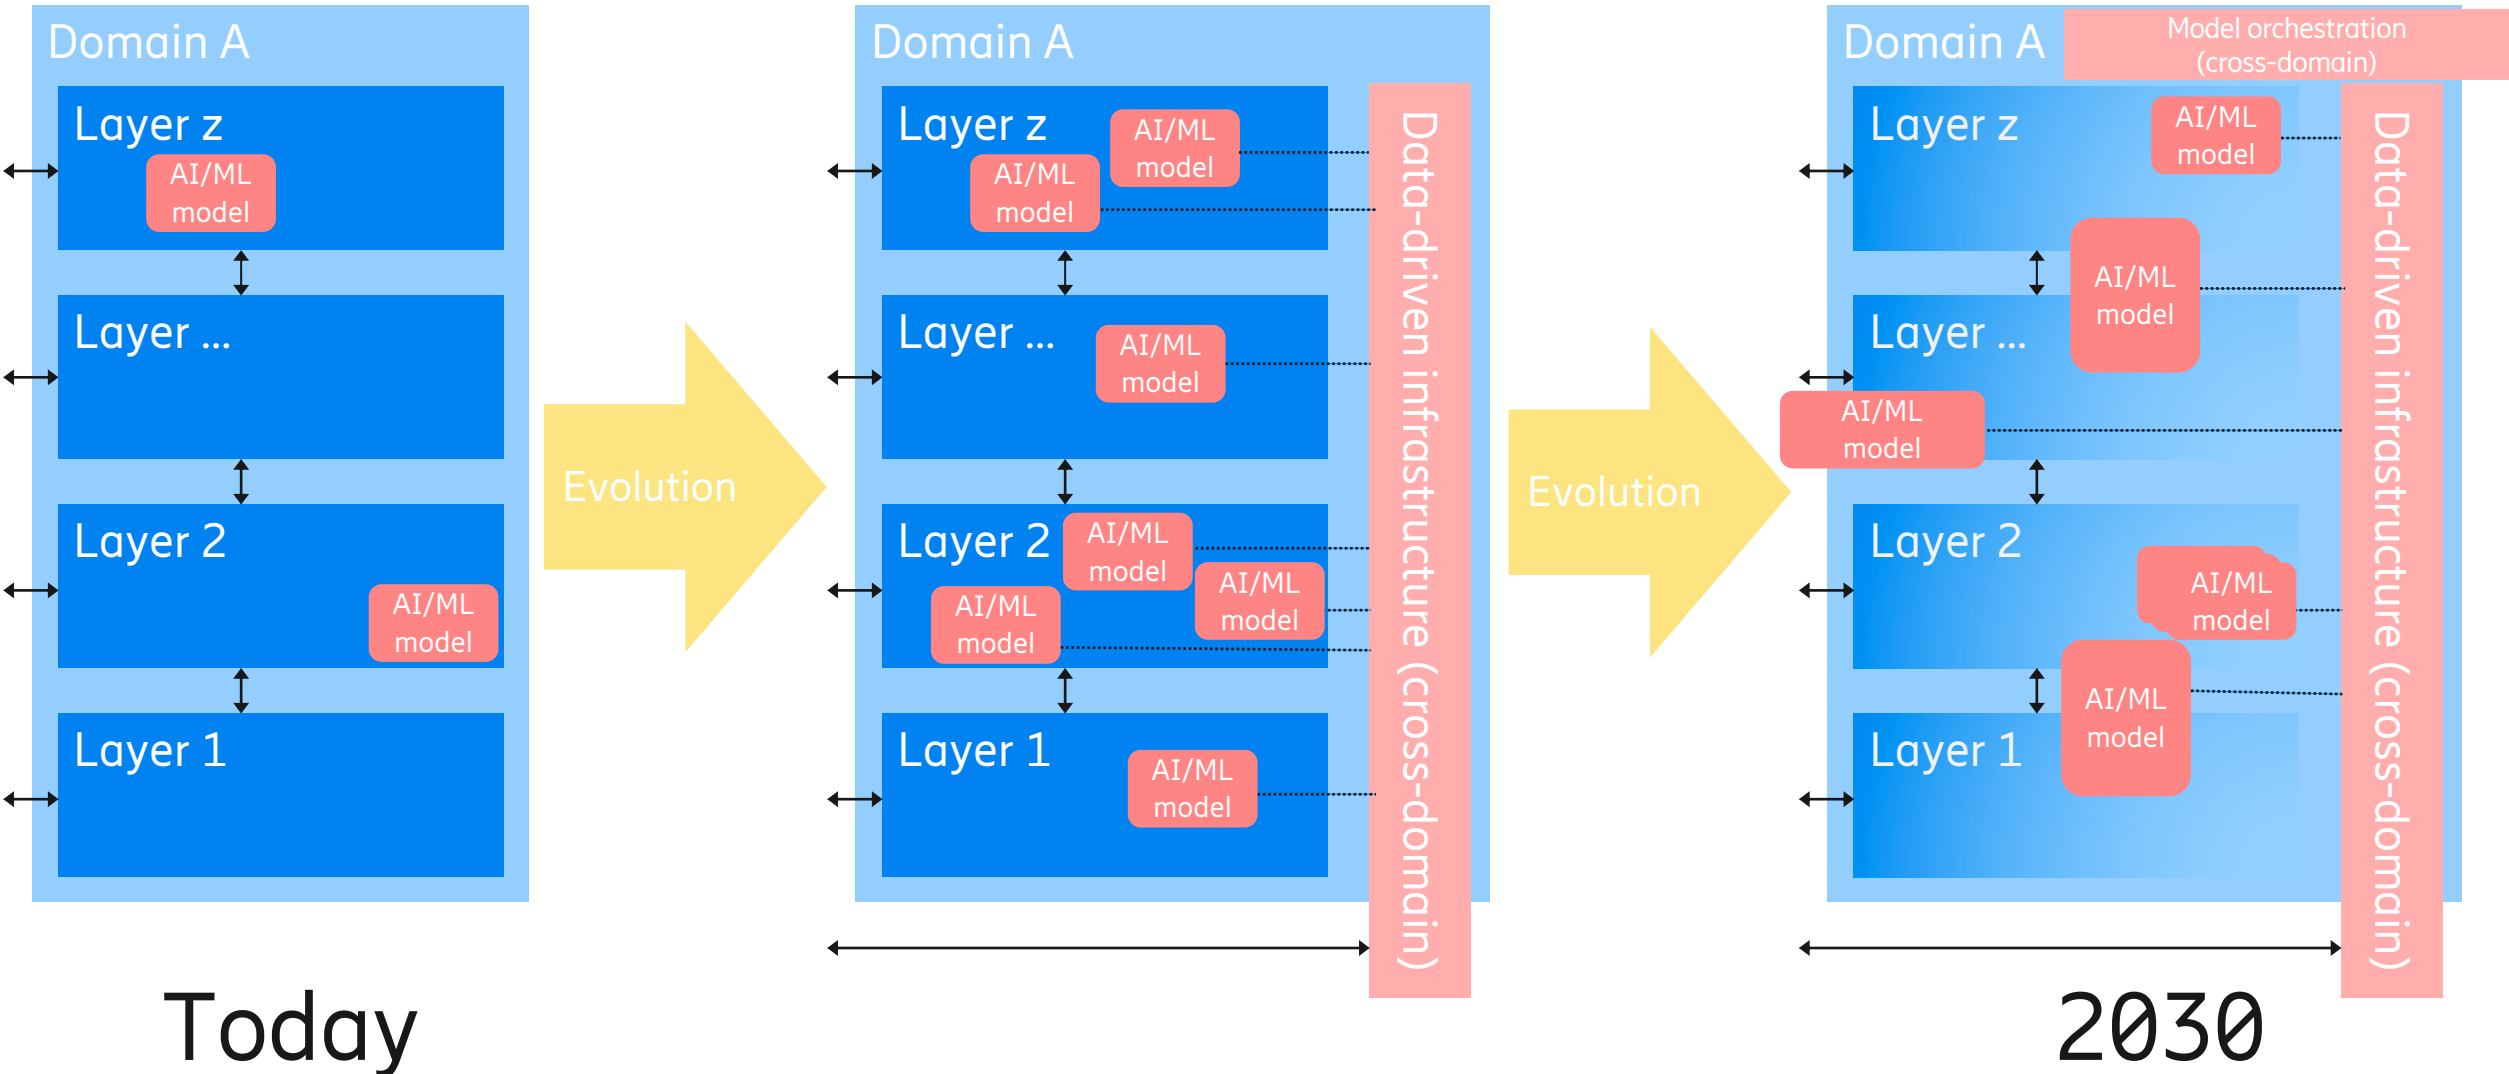 Domain A
Layer z
AI/ML
model
Layer ...
Layer 2
AI/ML
model
Layer 1
Today
Evolution
Domain A
Layer z
AI/ML
model
AI/ML
model
Layer ...
AI/ML
model
Layer 2
AI/ML
model
AI/ML
model
AI/ML
model
Layer 1
AI/ML
model
Data-driven infrastructure (cross-domain)
Evolution
Domain A
Model orchestration
(cross-domain)
Layer z
AI/ML
model
AI/ML
model
Layer ...
AI/ML
model
Layer 2
AI/ML
model
AI/ML
model
Layer 1
Data-driven infrastructure (cross-domain)
2030